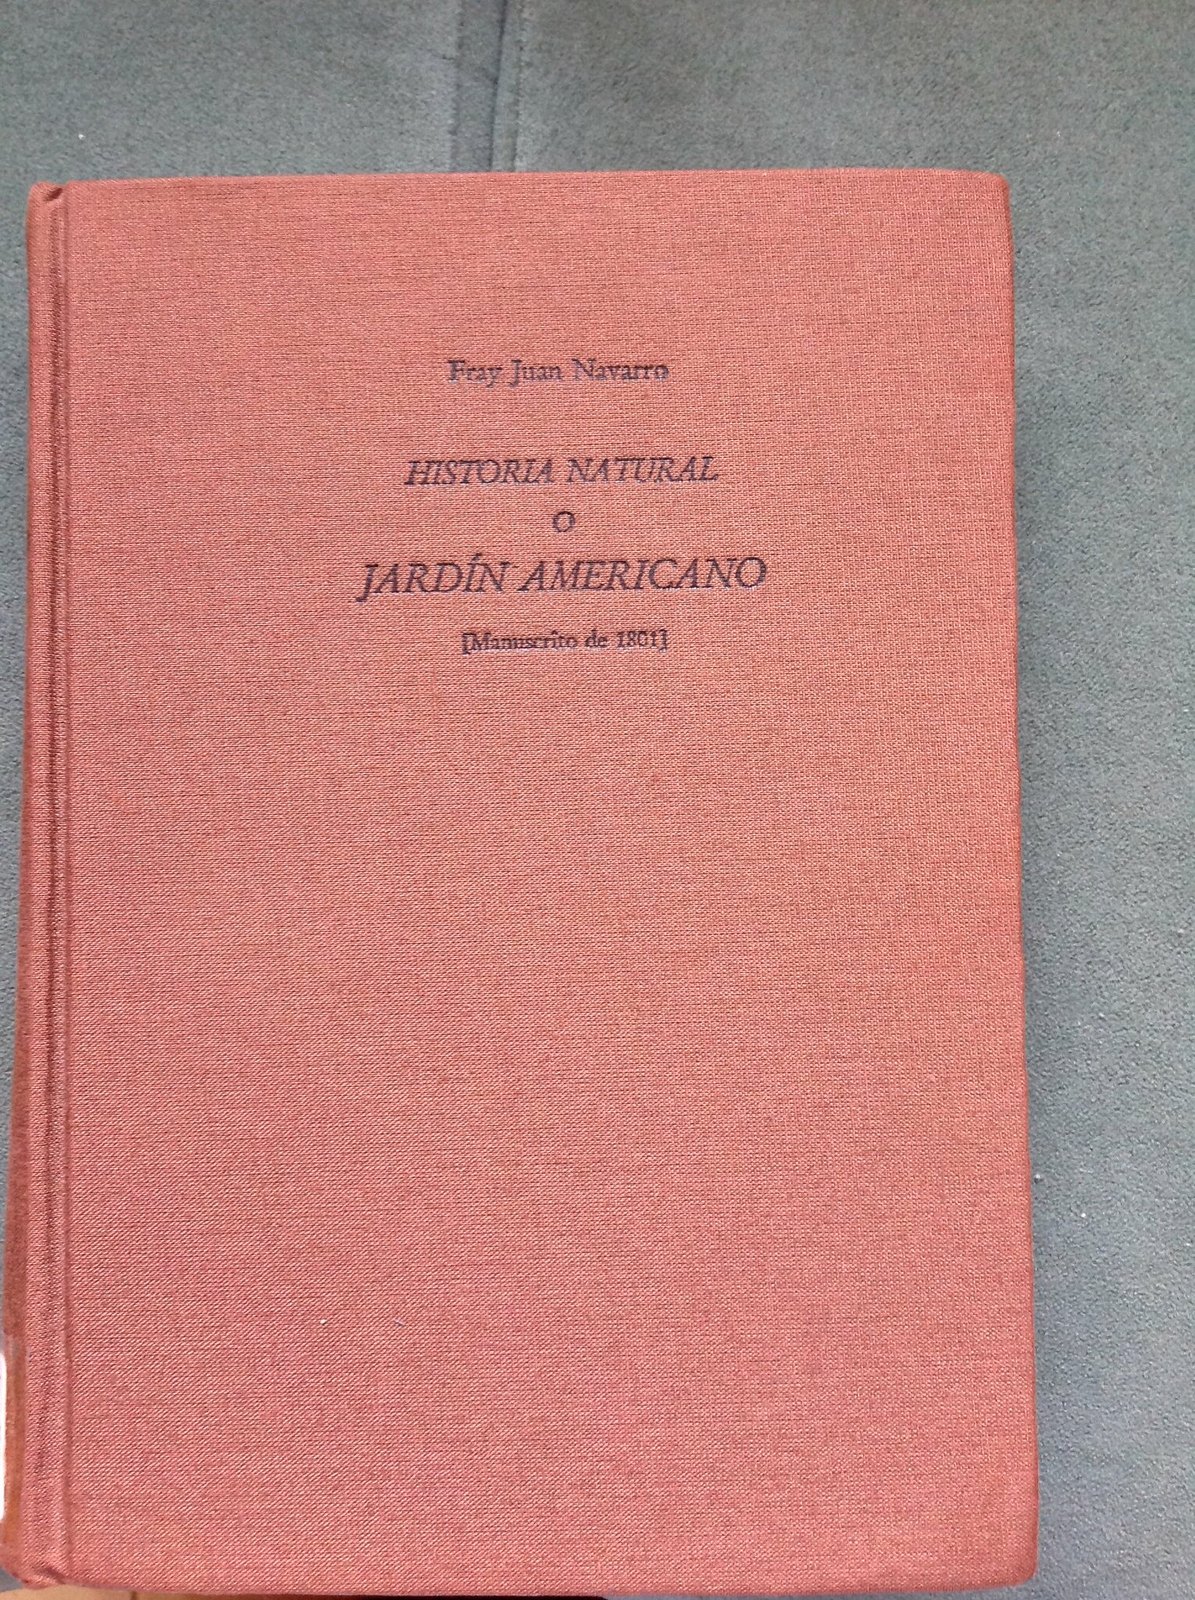 Fray Juan Navarro
HISTORIA NATURAL
O
JARDÍN AMERICANO
[Manuscrito de 1801]